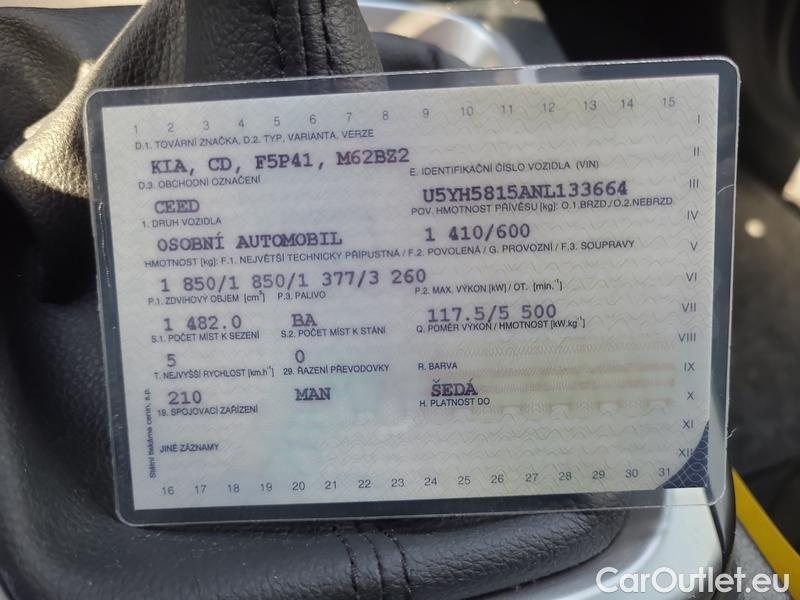 1 2 3 4 5 6 7 8 9 10 11 12 13 14 15
D.1. TOVÁRNÍ ZNAČKA, D.2. TYP, VARIANTA, VERZE I
KIA, CD, F5P41, M62BZ2 II
D.3. OBCHODNÍ OZNAČENÍ E. IDENTIFIKAČNÍ ČÍSLO VOZIDLA (VIN)
CEED U5YH5815ANL133664 III
1. DRUH VOZIDLA POV. HMOTNOST PŘÍVĚSU [kg]: O.1.BRZD./O.2.NEBRZD.
OSOBNÍ AUTOMOBIL 1 410/600 IV
HMOTNOST [kg]: F.1. NEJVĚTŠÍ TECHNICKY PŘÍPUSTNÁ / F.2. POVOLENÁ / G. PROVOZNÍ / F.3. SOUPRAVY V
1 850/1 850/1 377/3 260 VI
P.1. ZDVIHOVÝ OBJEM [cm³] P.3. PALIVO P.2. MAX. VÝKON [kW] / OT. [min.⁻¹]
1 482.0 BA 117.5/5 500 VII
S.1. POČET MÍST K SEZENÍ S.2. POČET MÍST K STÁNÍ Q. POMĚR VÝKON / HMOTNOST [kW.kg⁻¹]
5 0 VIII
T. NEJVYŠŠÍ RYCHLOST [km.h⁻¹] 29. ŘAZENÍ PŘEVODOVKY R. BARVA IX
210 MAN ŠEDÁ X
19. SPOJOVACÍ ZAŘÍZENÍ H. PLATNOST DO
XI
JINÉ ZÁZNAMY XII
16 17 18 19 20 21 22 23 24 25 26 27 28 29 30 31
Státní tiskárna cenin, s.p.
CarOutlet.eu